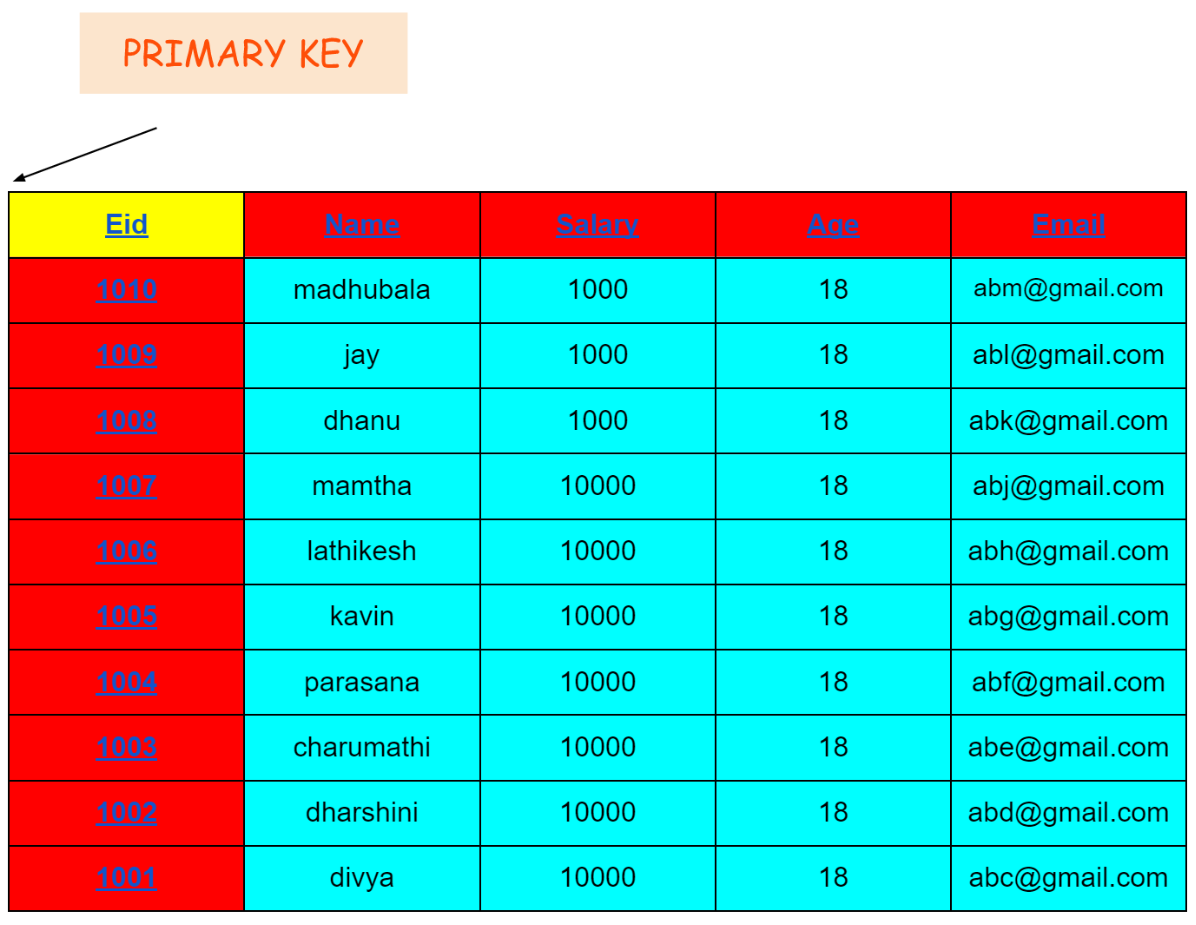 PRIMARY KEY
Eid Name Salary Age Email
1010 madhubala 1000 18 abm@gmail.com
1009 jay 1000 18 abl@gmail.com
1008 dhanu 1000 18 abk@gmail.com
1007 mamtha 10000 18 abj@gmail.com
1006 lathikesh 10000 18 abh@gmail.com
1005 kavin 10000 18 abg@gmail.com
1004 parasana 10000 18 abf@gmail.com
1003 charumathi 10000 18 abe@gmail.com
1002 dharshini 10000 18 abd@gmail.com
1001 divya 10000 18 abc@gmail.com